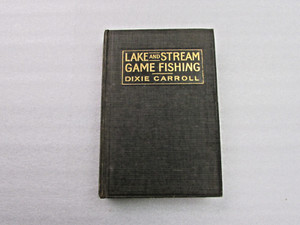 LAKE AND STREAM
GAME FISHING
DIXIE CARROLL